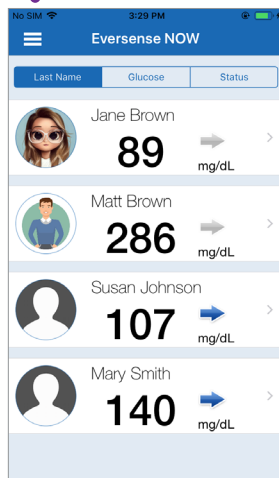 No SIM 3:29 PM
Eversense NOW
Last Name Glucose Status
Jane Brown
89
mg/dL
Matt Brown
286
mg/dL
Susan Johnson
107
mg/dL
Mary Smith
140
mg/dL